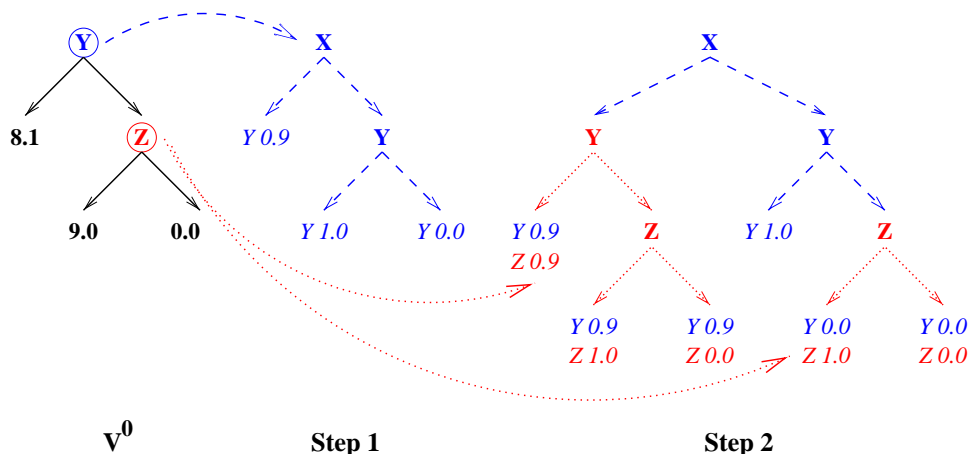 Y X X
8.1 Z Y 0.9 Y Y Y
9.0 0.0 Y 1.0 Y 0.0 Y 0.9 Z Y 1.0 Z
Z 0.9
Y 0.9 Y 0.9 Y 0.0 Y 0.0
Z 1.0 Z 0.0 Z 1.0 Z 0.0
V0 Step 1 Step 2